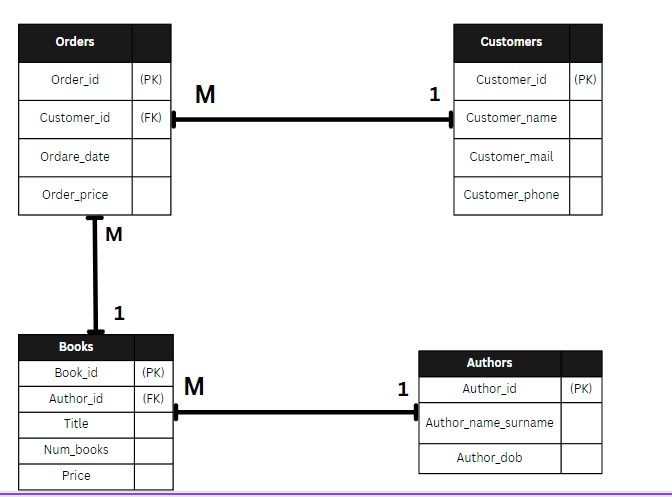 Orders
Order_id (PK)
Customer_id (FK)
Ordare_date
Order_price
M 1
Customers
Customer_id (PK)
Customer_name
Customer_mail
Customer_phone
M
1
Books
Book_id (PK)
Author_id (FK)
Title
Num_books
Price
M 1
Authors
Author_id (PK)
Author_name_surname
Author_dob